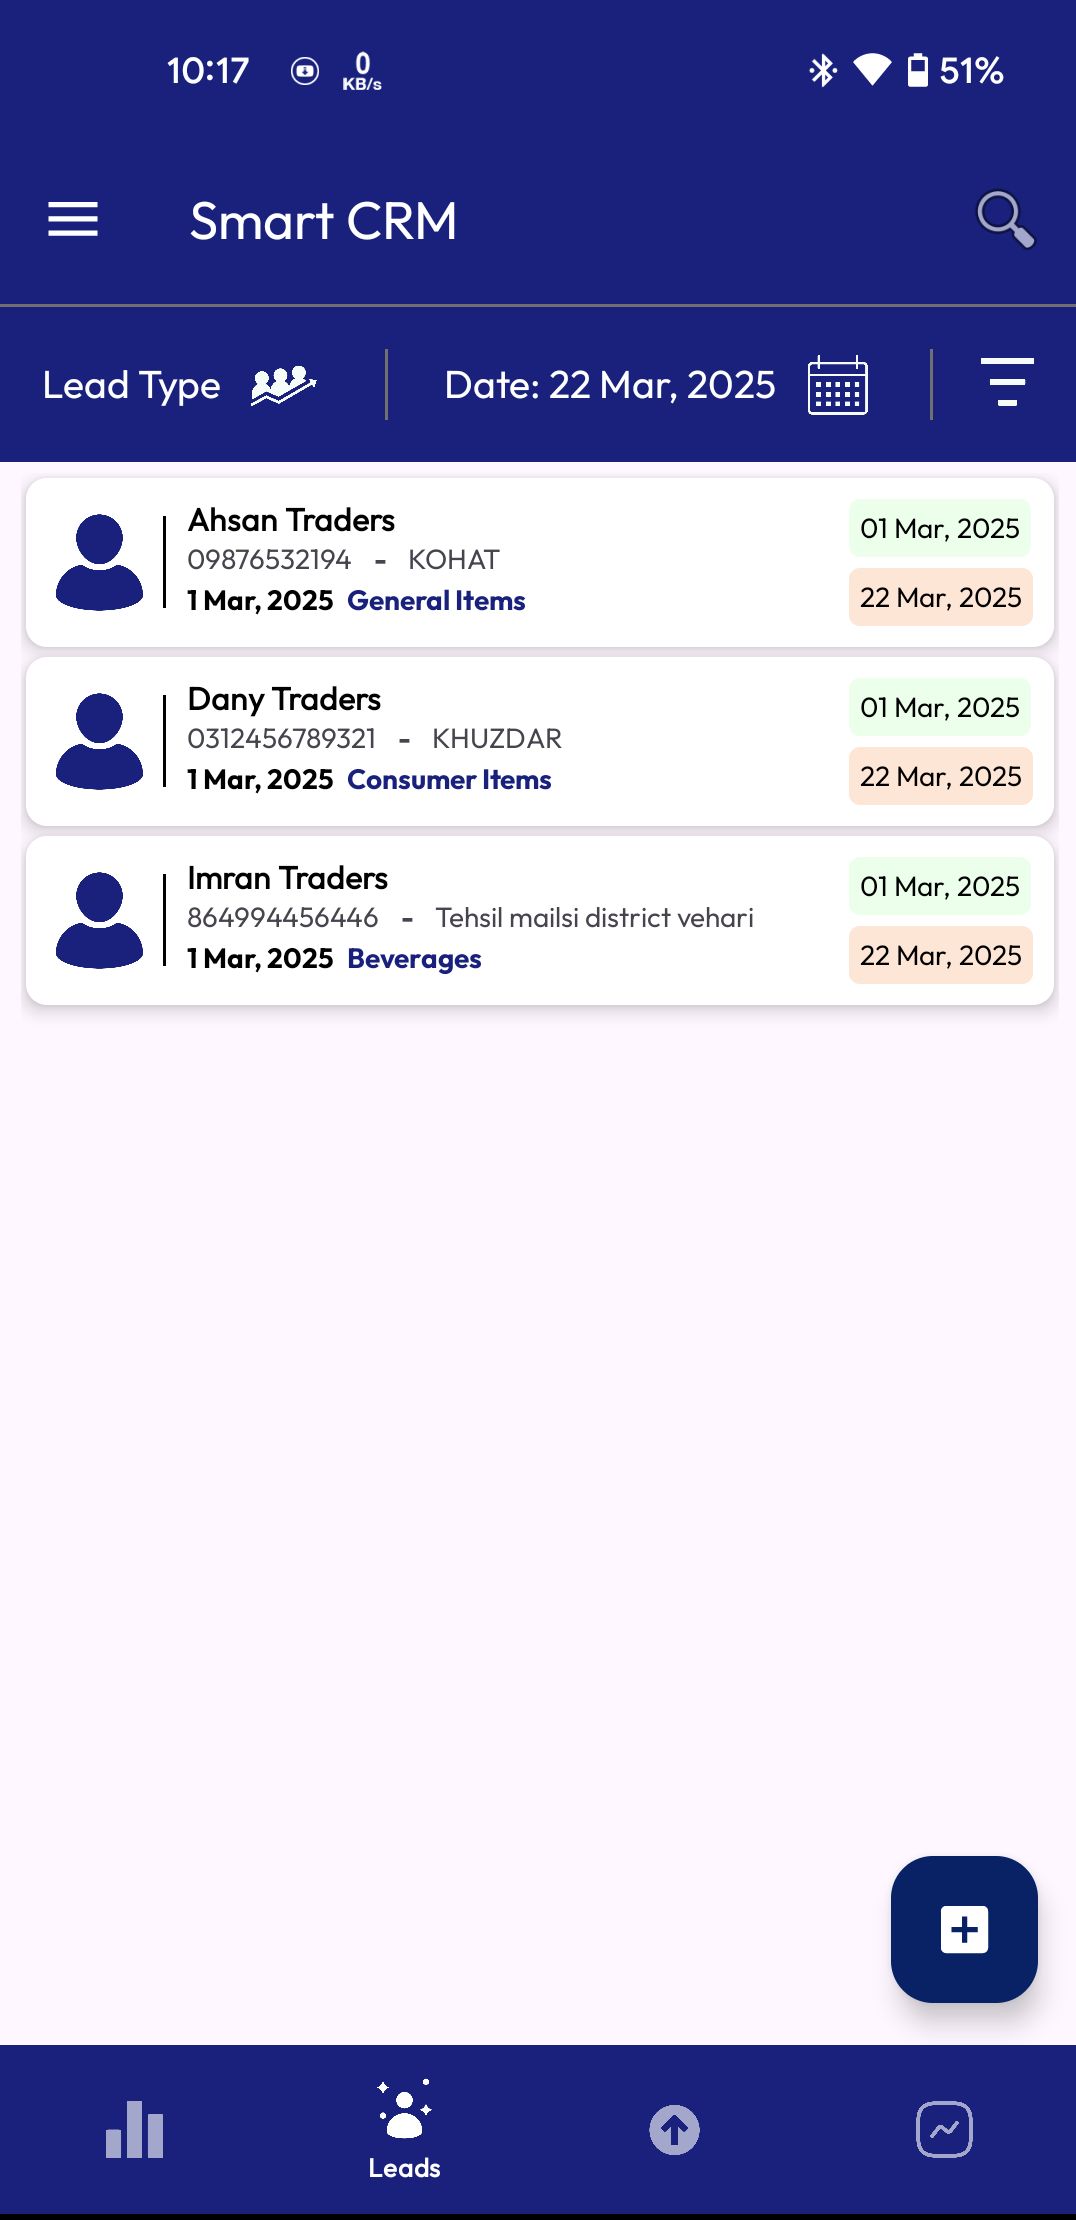 10:17 0 KB/s 51%
Smart CRM
Lead Type Date: 22 Mar, 2025
Ahsan Traders
09876532194 - KOHAT
1 Mar, 2025 General Items
01 Mar, 2025
22 Mar, 2025
Dany Traders
0312456789321 - KHUZDAR
1 Mar, 2025 Consumer Items
01 Mar, 2025
22 Mar, 2025
Imran Traders
864994456446 - Tehsil mailsi district vehari
1 Mar, 2025 Beverages
01 Mar, 2025
22 Mar, 2025
Leads